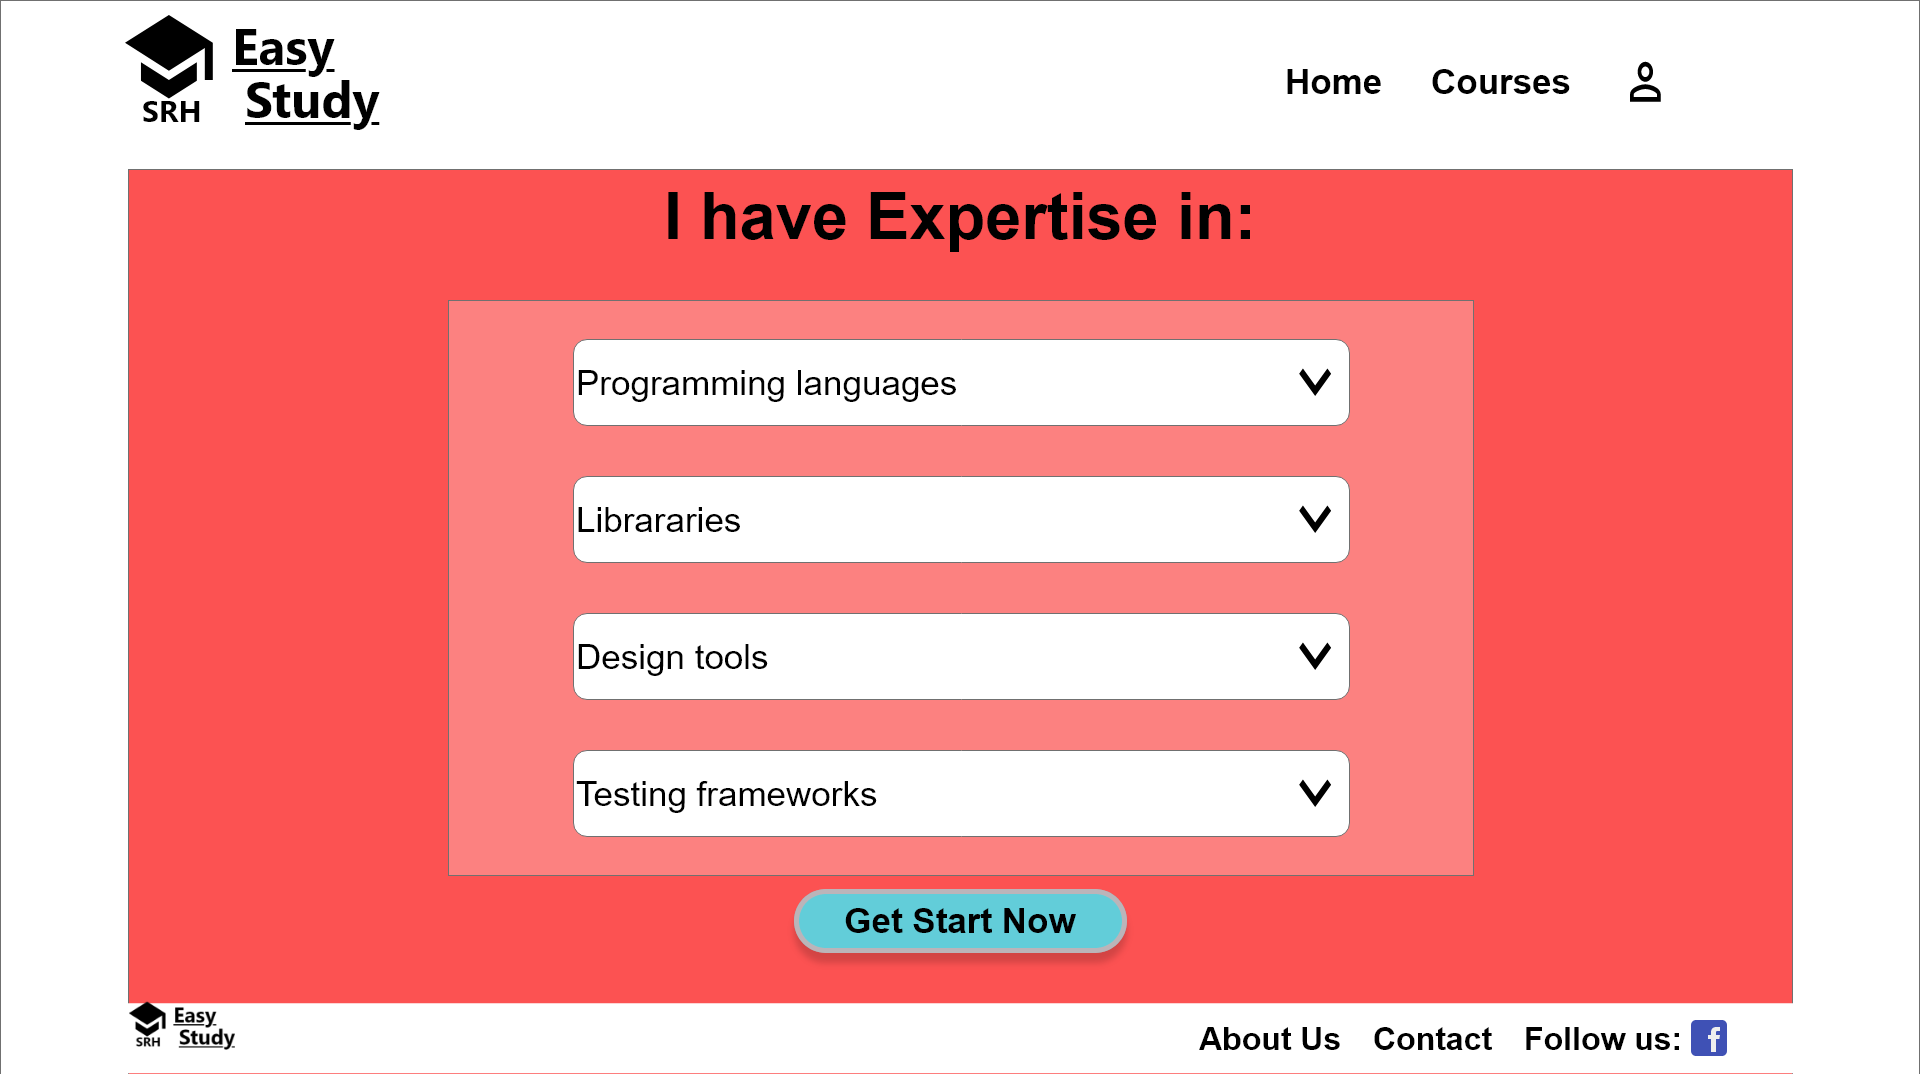 Easy
Study
SRH
Home Courses
I have Expertise in:
Programming languages
Librararies
Design tools
Testing frameworks
Get Start Now
Easy
Study
SRH
About Us Contact Follow us: f